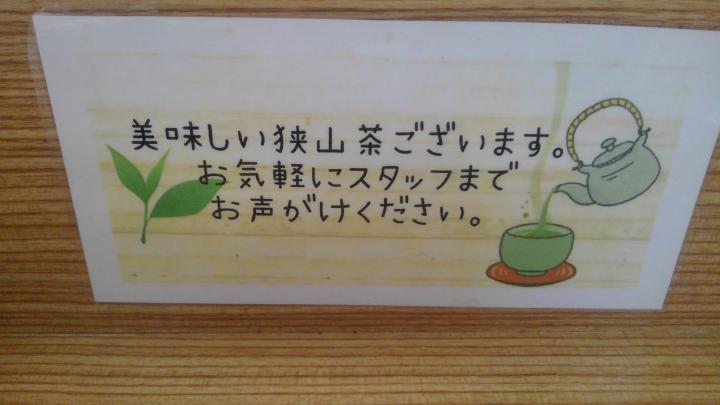 美味しい狭山茶ございます。
お気軽にスタッフまで
お声がけください。